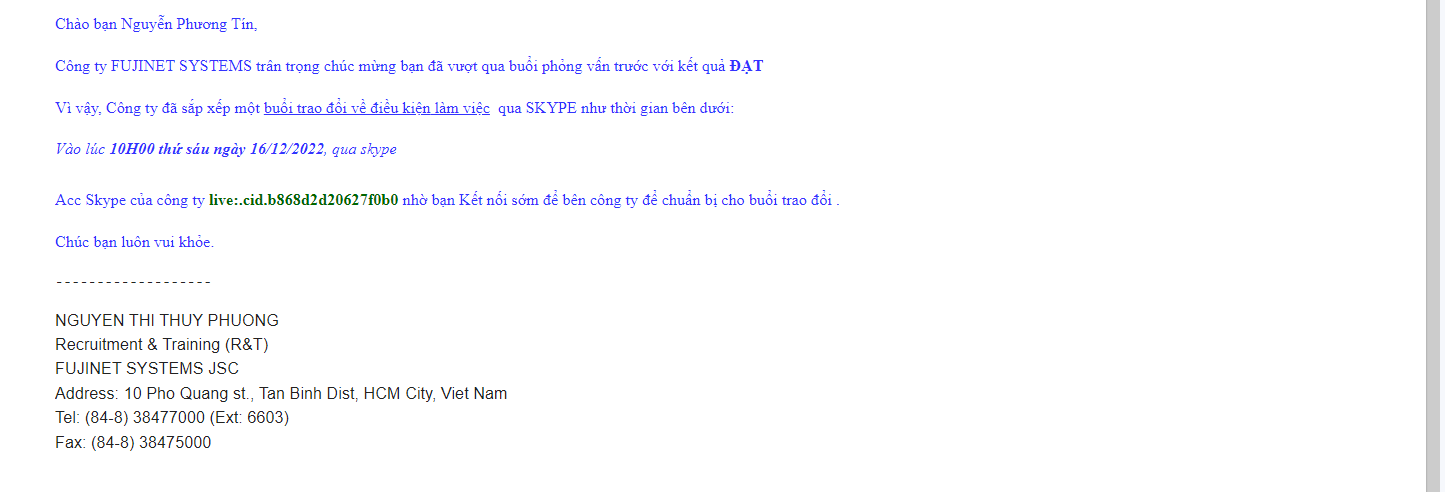 Chào bạn Nguyễn Phương Tín,
Công ty FUJINET SYSTEMS trân trọng chúc mừng bạn đã vượt qua buổi phỏng vấn trước với kết quả ĐẠT
Vì vậy, Công ty đã sắp xếp một buổi trao đổi về điều kiện làm việc qua SKYPE như thời gian bên dưới:
Vào lúc 10H00 thứ sáu ngày 16/12/2022, qua skype
Acc Skype của công ty live:.cid.b868d2d20627f0b0 nhờ bạn Kết nối sớm để bên công ty để chuẩn bị cho buổi trao đổi .
Chúc bạn luôn vui khỏe.
-------------------
NGUYEN THI THUY PHUONG
Recruitment & Training (R&T)
FUJINET SYSTEMS JSC
Address: 10 Pho Quang st., Tan Binh Dist, HCM City, Viet Nam
Tel: (84-8) 38477000 (Ext: 6603)
Fax: (84-8) 38475000